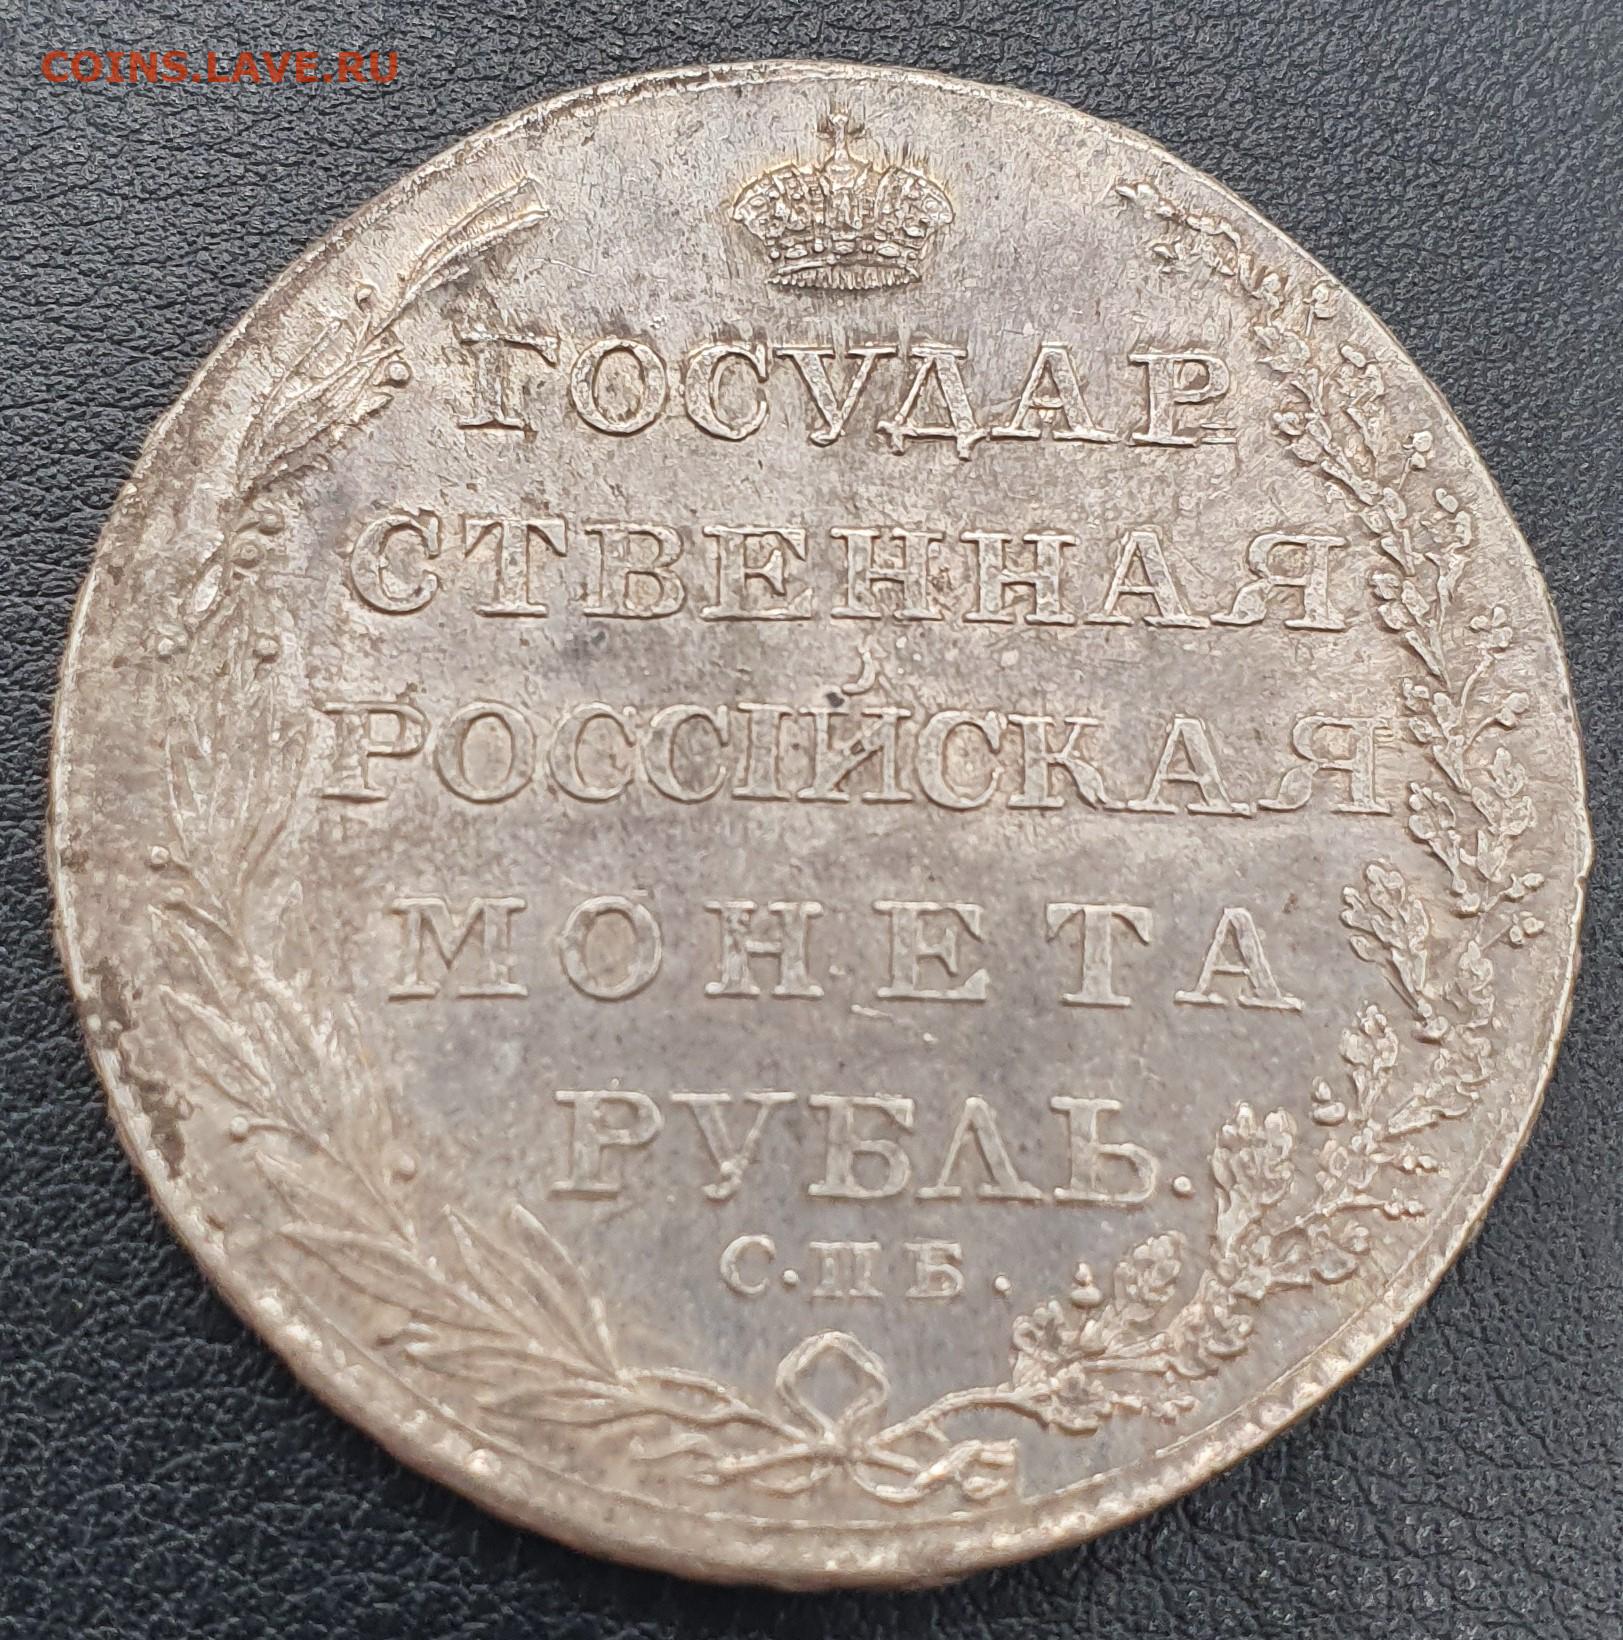 COINS.LAVE.RU
ГОСУДАР
СТВЕННАЯ
РОССІЙСКАЯ
МОНЕТА
РУБЛЬ.
С.П.Б.